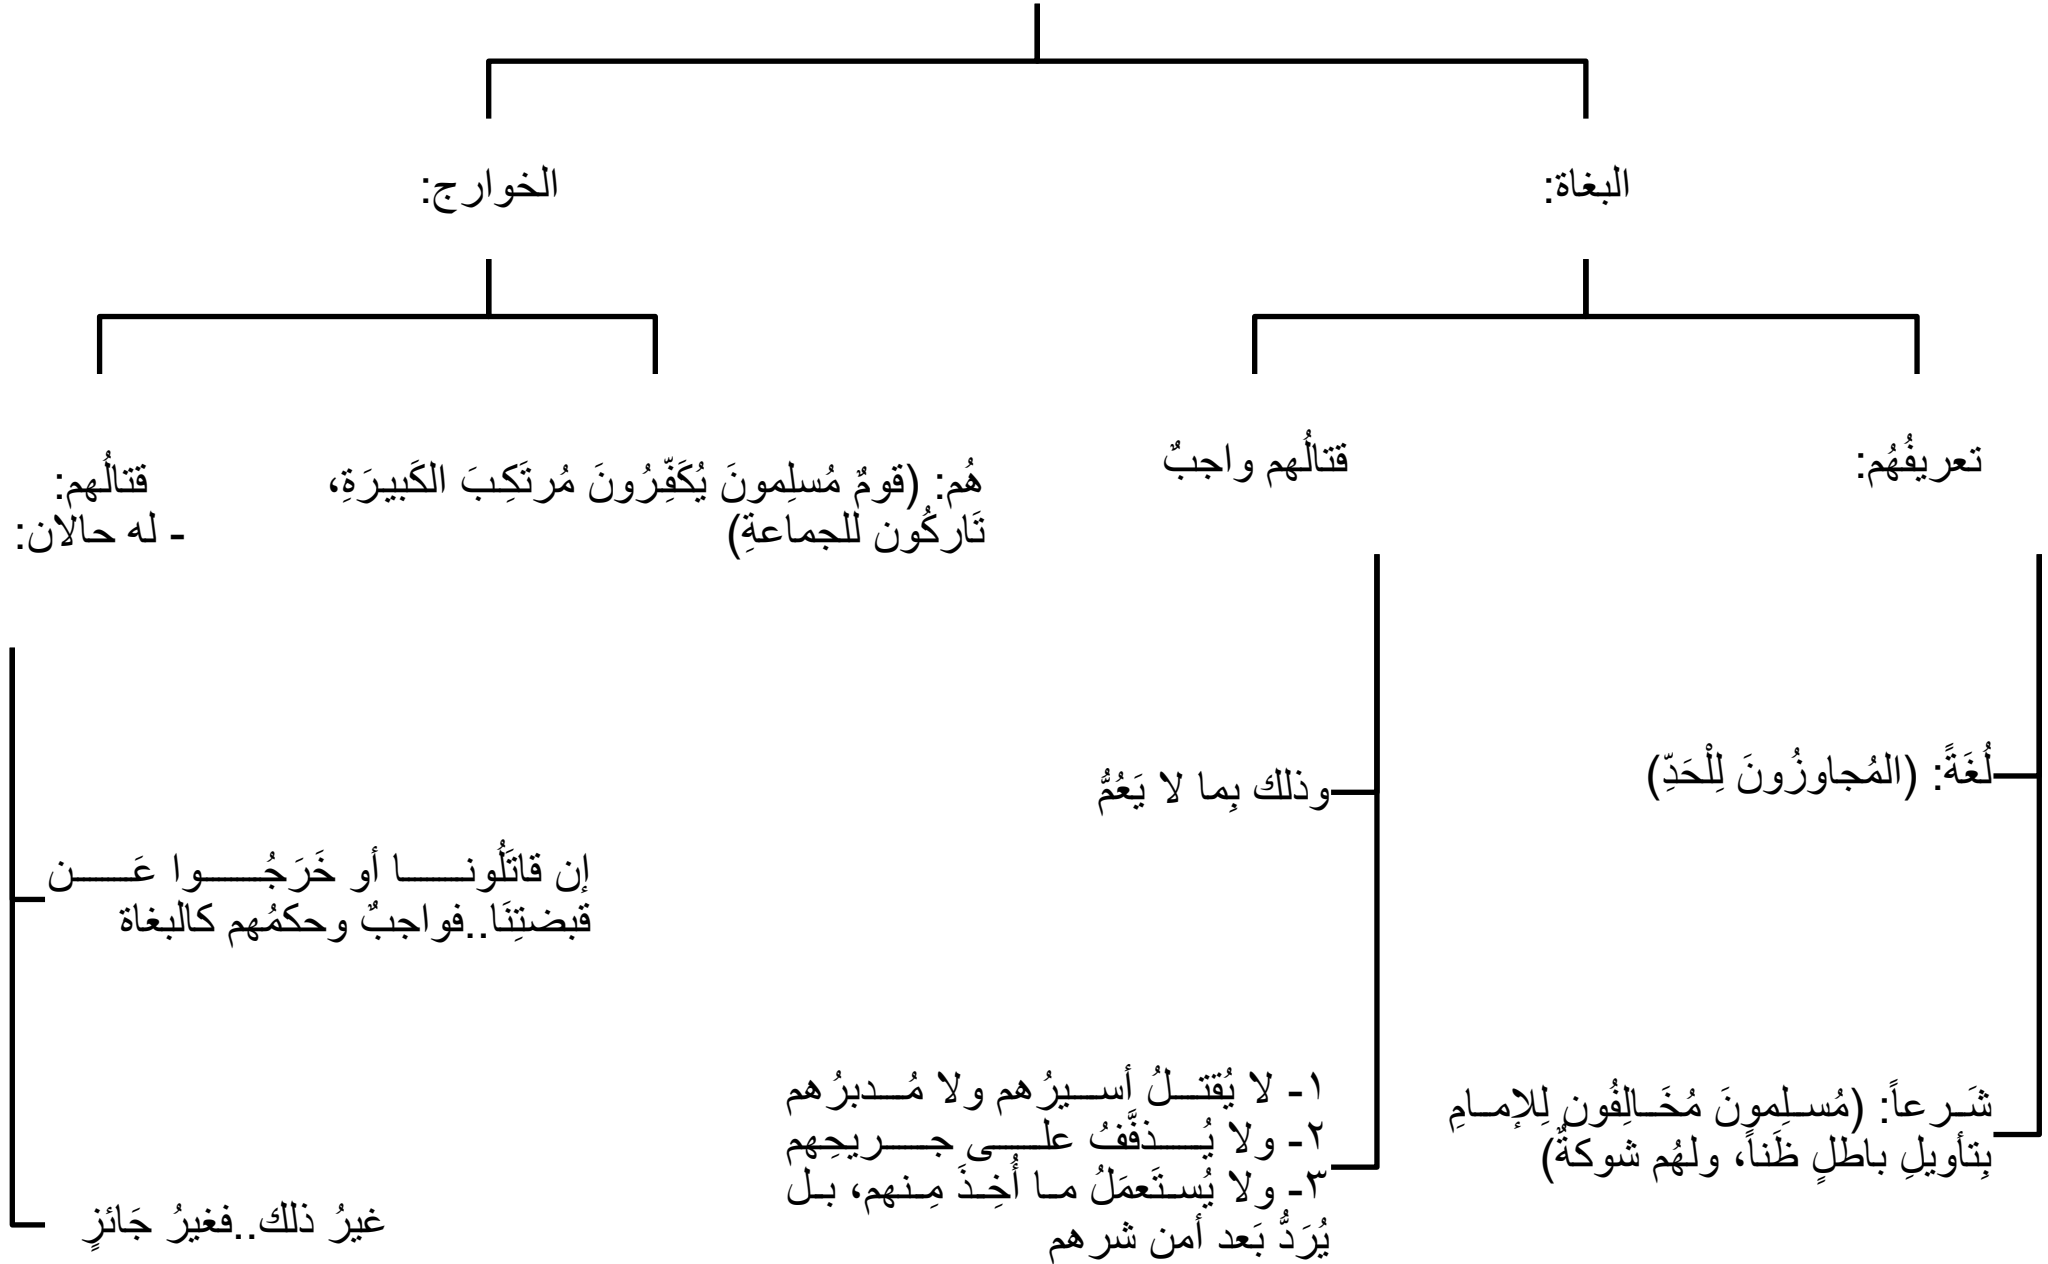 البغاة:
تعريفُهُم:
لُغَةً: (المُجاوزُونَ لِلْحَدِّ)
شَرعاً: (مُسلِمونَ مُخَالِفُون لِلإمامِ
بِتأويلِ باطلٍ ظَناً، ولهُم شوكةٌ)
قتالُهم واجبٌ
وذلك بِما لا يَعُمُّ
١- لا يُقتلُ أسيرُهم ولا مُدبرُهم
٢- ولا يُذفَّفُ على جريحِهم
٣- ولا يُستَعمَلُ ما أُخِذَ مِنهم، بل
يُرَدُّ بَعد أمن شرهم
الخوارج:
هُم: (قومٌ مُسلِمونَ يُكَفِّرُونَ مُرتَكِبَ الكَبيرَةِ،
تَاركُون للجماعةِ)
قتالُهم:
- له حالان:
إن قاتَلُونا أو خَرَجُوا عَن
قبضتِنَا..فواجبٌ وحكمُهم كالبغاة
غيرُ ذلك..فغيرُ جَائزٍ